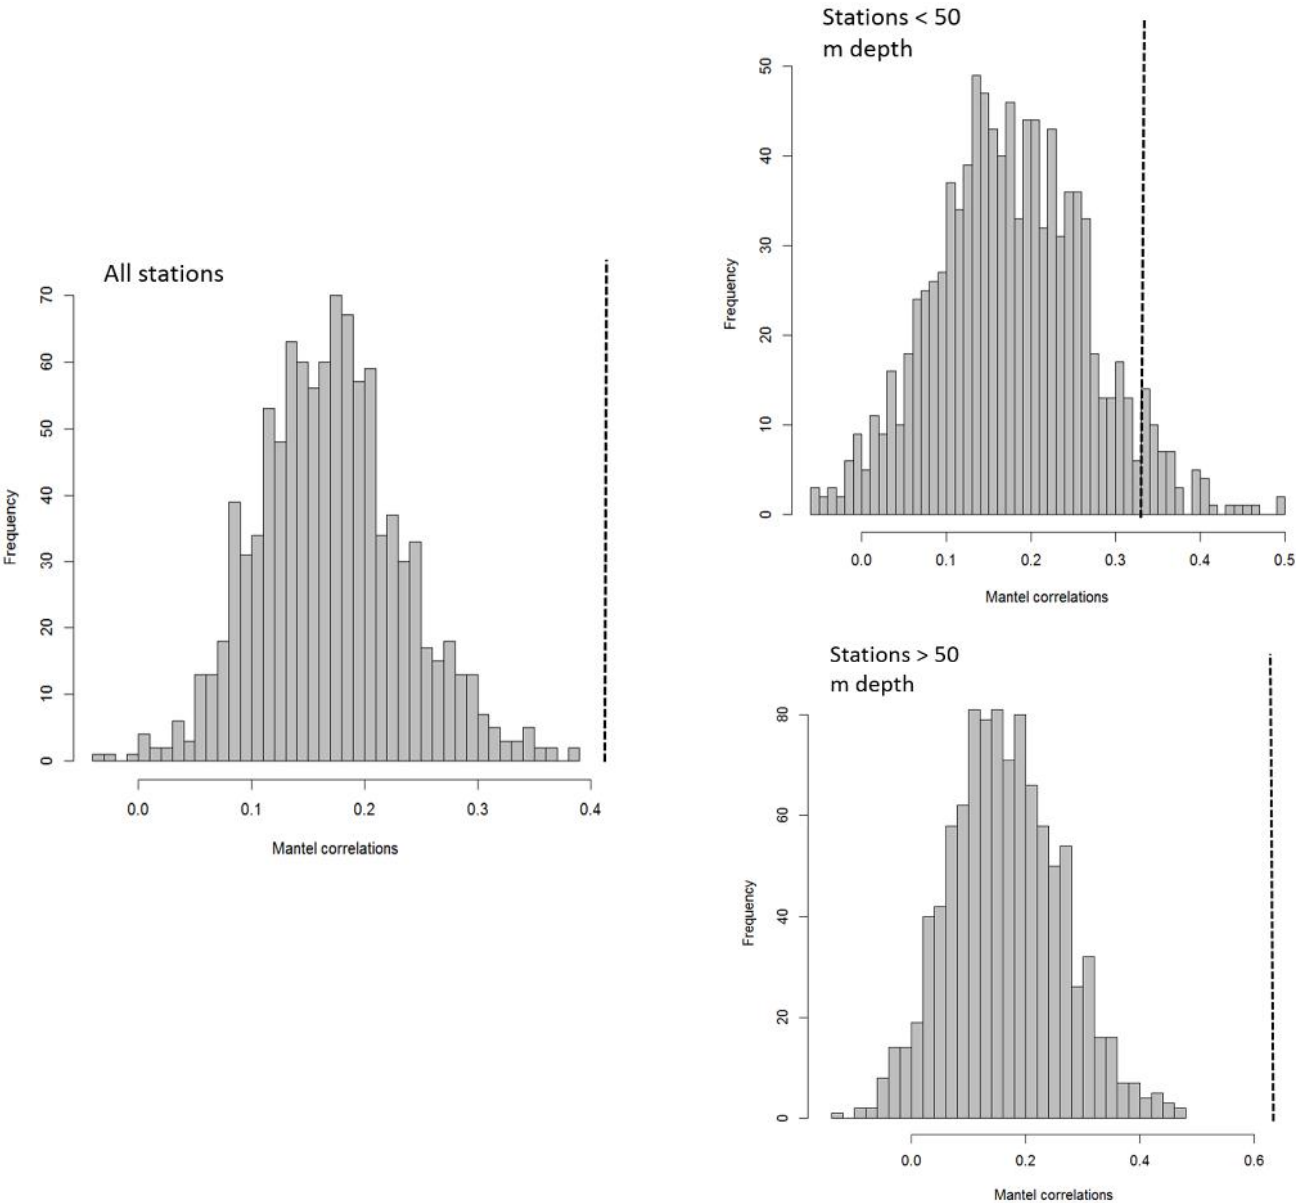 All stations
Frequency
70
60
50
40
30
20
10
0
0.0 0.1 0.2 0.3 0.4
Mantel correlations
Stations < 50
m depth
Frequency
50
40
30
20
10
0
0.0 0.1 0.2 0.3 0.4 0.5
Mantel correlations
Stations > 50
m depth
Frequency
80
60
40
20
0
0.0 0.2 0.4 0.6
Mantel correlations